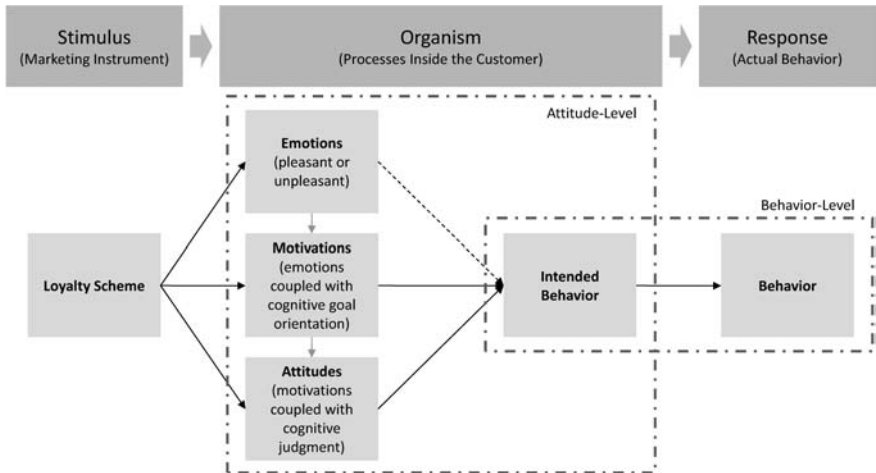 Stimulus
(Marketing Instrument)
Organism
(Processes Inside the Customer)
Response
(Actual Behavior)
Attitude-Level
Emotions
(pleasant or
unpleasant)
Behavior-Level
Loyalty Scheme
Motivations
(emotions
coupled with
cognitive goal
orientation)
Intended
Behavior
Behavior
Attitudes
(motivations
coupled with
cognitive
judgment)